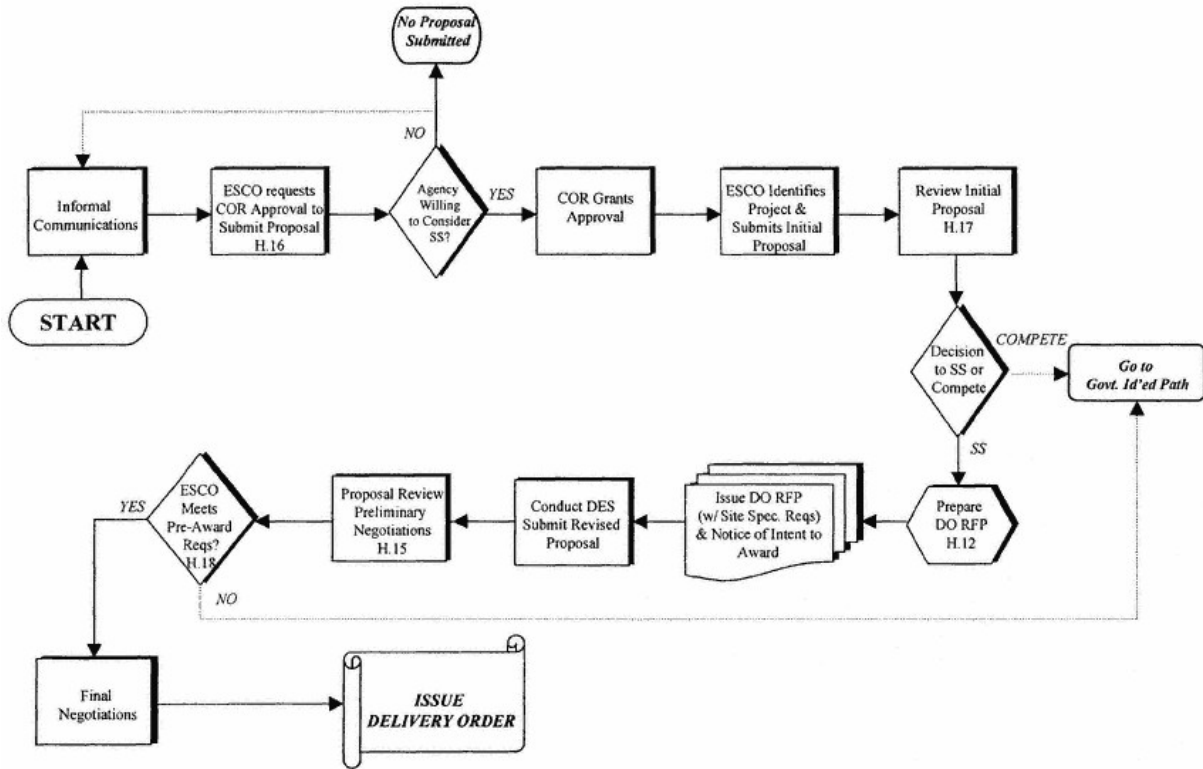 No Proposal
Submitted
NO
Informal
Communications
ESCO requests
COR Approval to
Submit Proposal
H.16
Agency
Willing
to Consider
SS?
YES
COR Grants
Approval
ESCO Identifies
Project &
Submits Initial
Proposal
Review Initial
Proposal
H.17
START
Decision
to SS or
Compete
COMPETE
Go to
Govt. Id'ed Path
SS
YES
ESCO
Meets
Pre-Award
Reqs?
H.18
NO
Proposal Review
Preliminary
Negotiations
H.15
Conduct DES
Submit Revised
Proposal
Issue DO RFP
(w/ Site Spec. Reqs)
& Notice of Intent to
Award
Prepare
DO RFP
H.12
Final
Negotiations
ISSUE
DELIVERY ORDER